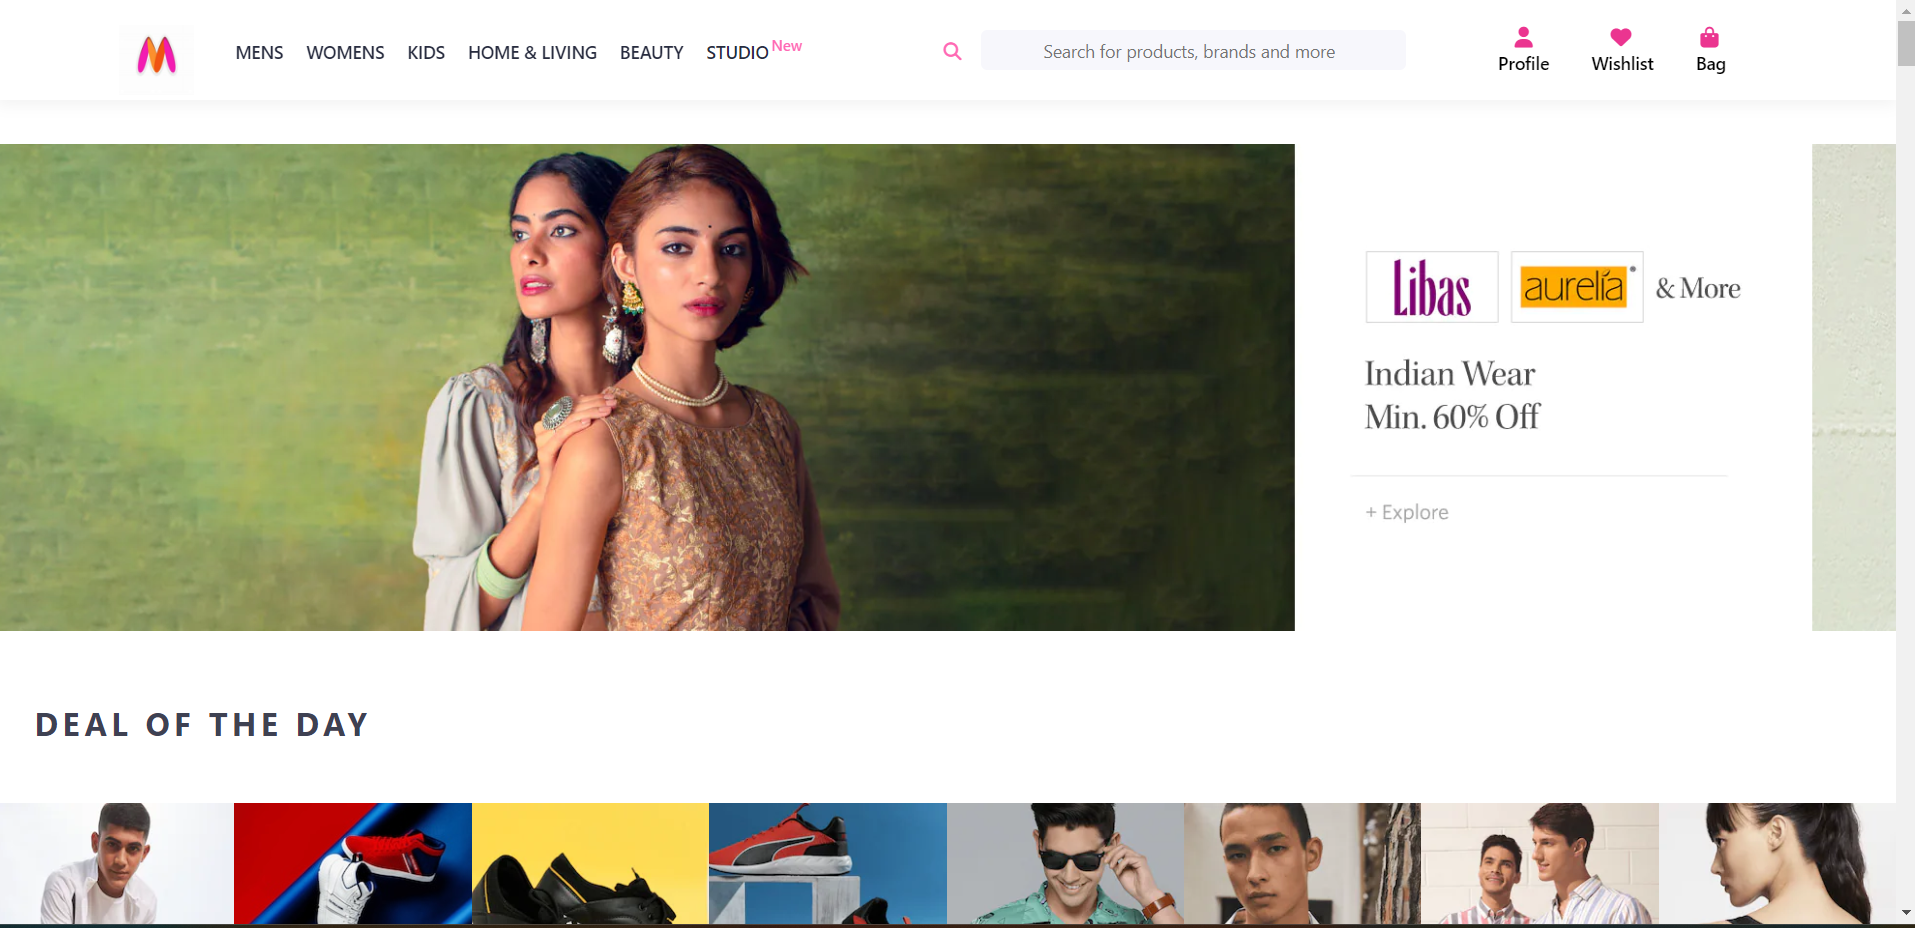 MENS WOMENS KIDS HOME & LIVING BEAUTY STUDIO New Search for products, brands and more Profile Wishlist Bag
Libas aurelía & More
Indian Wear
Min. 60% Off
+ Explore
DEAL OF THE DAY